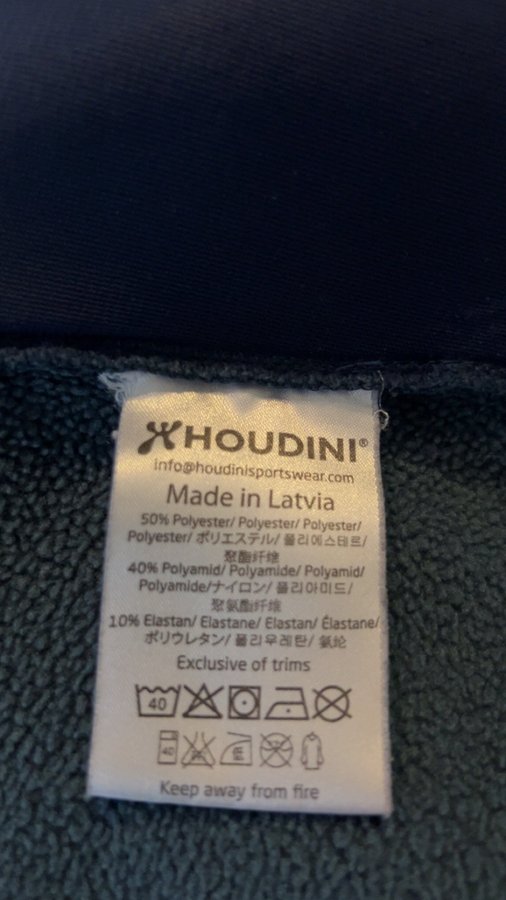 HOUDINI®
info@houdinisportswear.com
Made in Latvia
50% Polyester/ Polyester/ Polyester/
Polyester/ ポリエステル/ 폴리에스테르/
聚酯纤维
40% Polyamid/ Polyamide/ Polyamid/
Polyamide/ナイロン/ 폴리아미드/
聚氨酯纤维
10% Elastan/ Elastane/ Elastan/ Élastane/
ポリウレタン/ 폴리우레탄/ 氨纶
Exclusive of trims
40
40
Keep away from fire